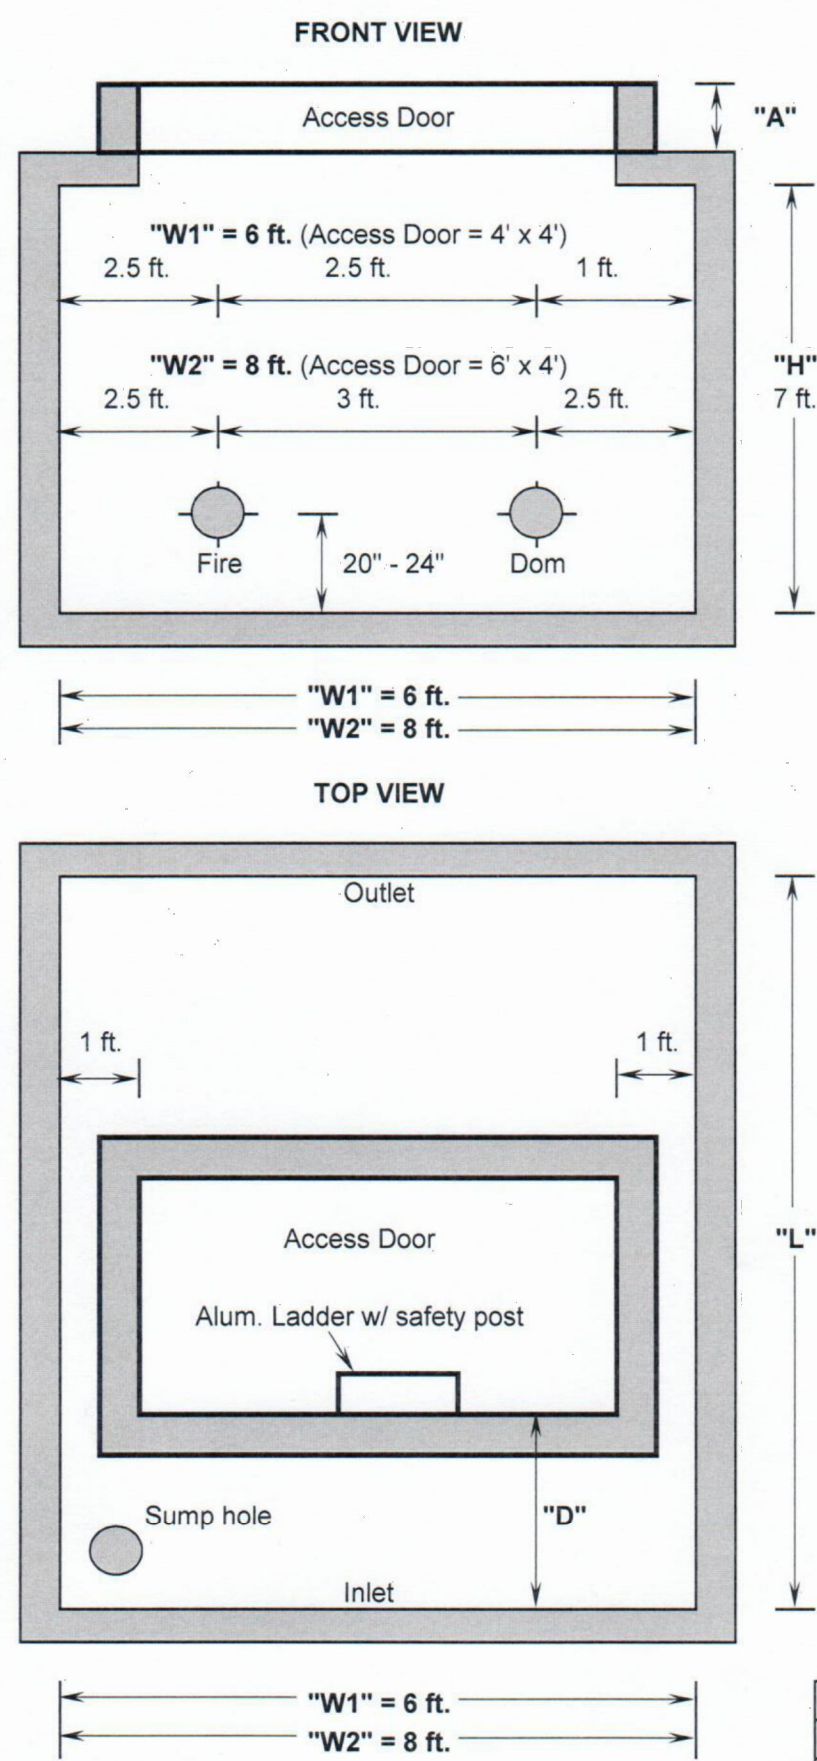 FRONT VIEW
Access Door
"A"
"W1" = 6 ft. (Access Door = 4' x 4')
2.5 ft. 2.5 ft. 1 ft.
"W2" = 8 ft. (Access Door = 6' x 4')
2.5 ft. 3 ft. 2.5 ft.
"H"
7 ft.
Fire 20" - 24" Dom
"W1" = 6 ft.
"W2" = 8 ft.
TOP VIEW
Outlet
1 ft. 1 ft.
Access Door
"L"
Alum. Ladder w/ safety post
Sump hole "D"
Inlet
"W1" = 6 ft.
"W2" = 8 ft.